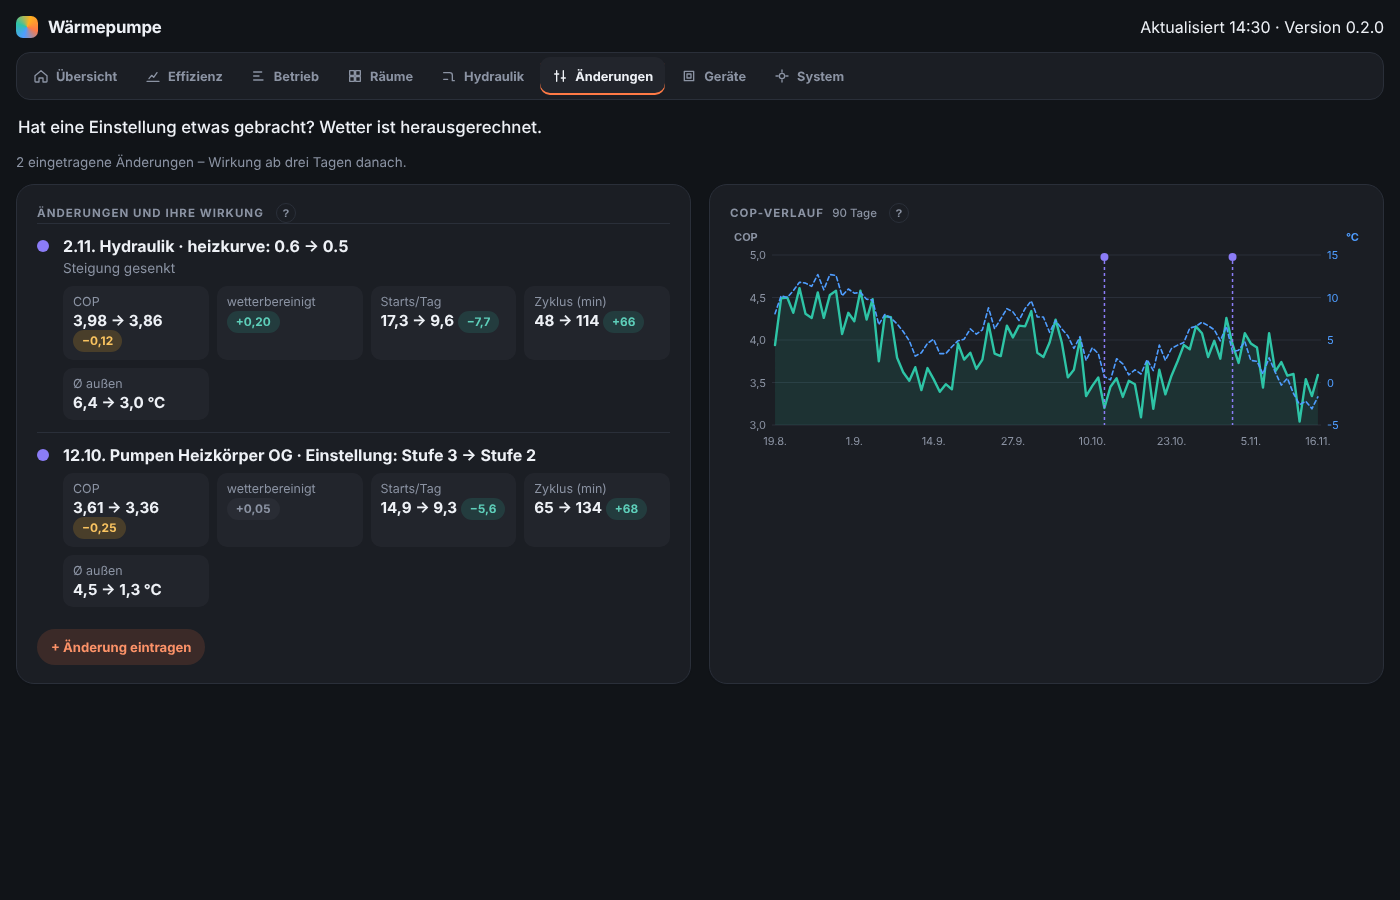 Wärmepumpe
Aktualisiert 14:30 · Version 0.2.0
Übersicht
Effizienz
Betrieb
Räume
Hydraulik
Änderungen
Geräte
System
Hat eine Einstellung etwas gebracht? Wetter ist herausgerechnet.
2 eingetragene Änderungen – Wirkung ab drei Tagen danach.
ÄNDERUNGEN UND IHRE WIRKUNG ?
2.11. Hydraulik · heizkurve: 0.6 → 0.5
Steigung gesenkt
COP
3,98 → 3,86
−0,12
wetterbereinigt
+0,20
Starts/Tag
17,3 → 9,6 −7,7
Zyklus (min)
48 → 114 +66
Ø außen
6,4 → 3,0 °C
12.10. Pumpen Heizkörper OG · Einstellung: Stufe 3 → Stufe 2
COP
3,61 → 3,36
−0,25
wetterbereinigt
+0,05
Starts/Tag
14,9 → 9,3 −5,6
Zyklus (min)
65 → 134 +68
Ø außen
4,5 → 1,3 °C
+ Änderung eintragen
COP-VERLAUF 90 Tage ?
COP
°C
5,0
15
4,5
10
4,0
5
3,5
0
3,0
-5
19.8.
1.9.
14.9.
27.9.
10.10.
23.10.
5.11.
16.11.